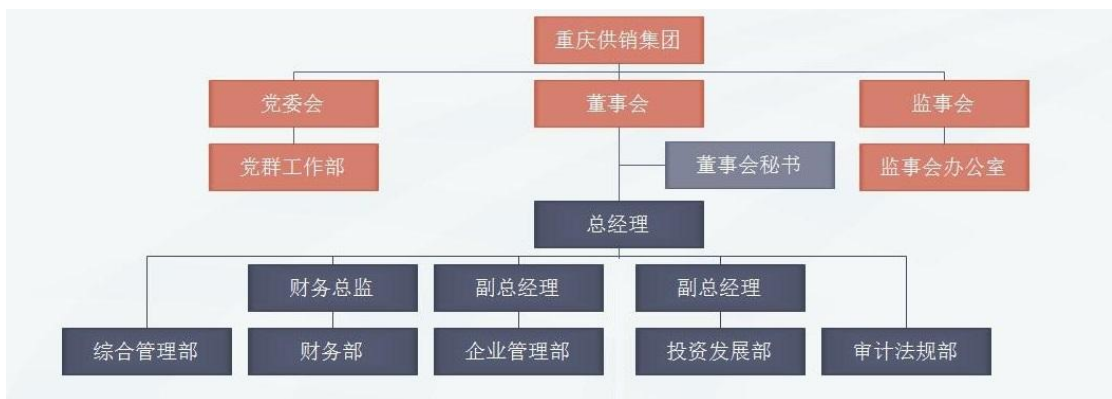 重庆供销集团
党委会
董事会
监事会
党群工作部
董事会秘书
监事会办公室
总经理
财务总监
副总经理
副总经理
综合管理部
财务部
企业管理部
投资发展部
审计法规部